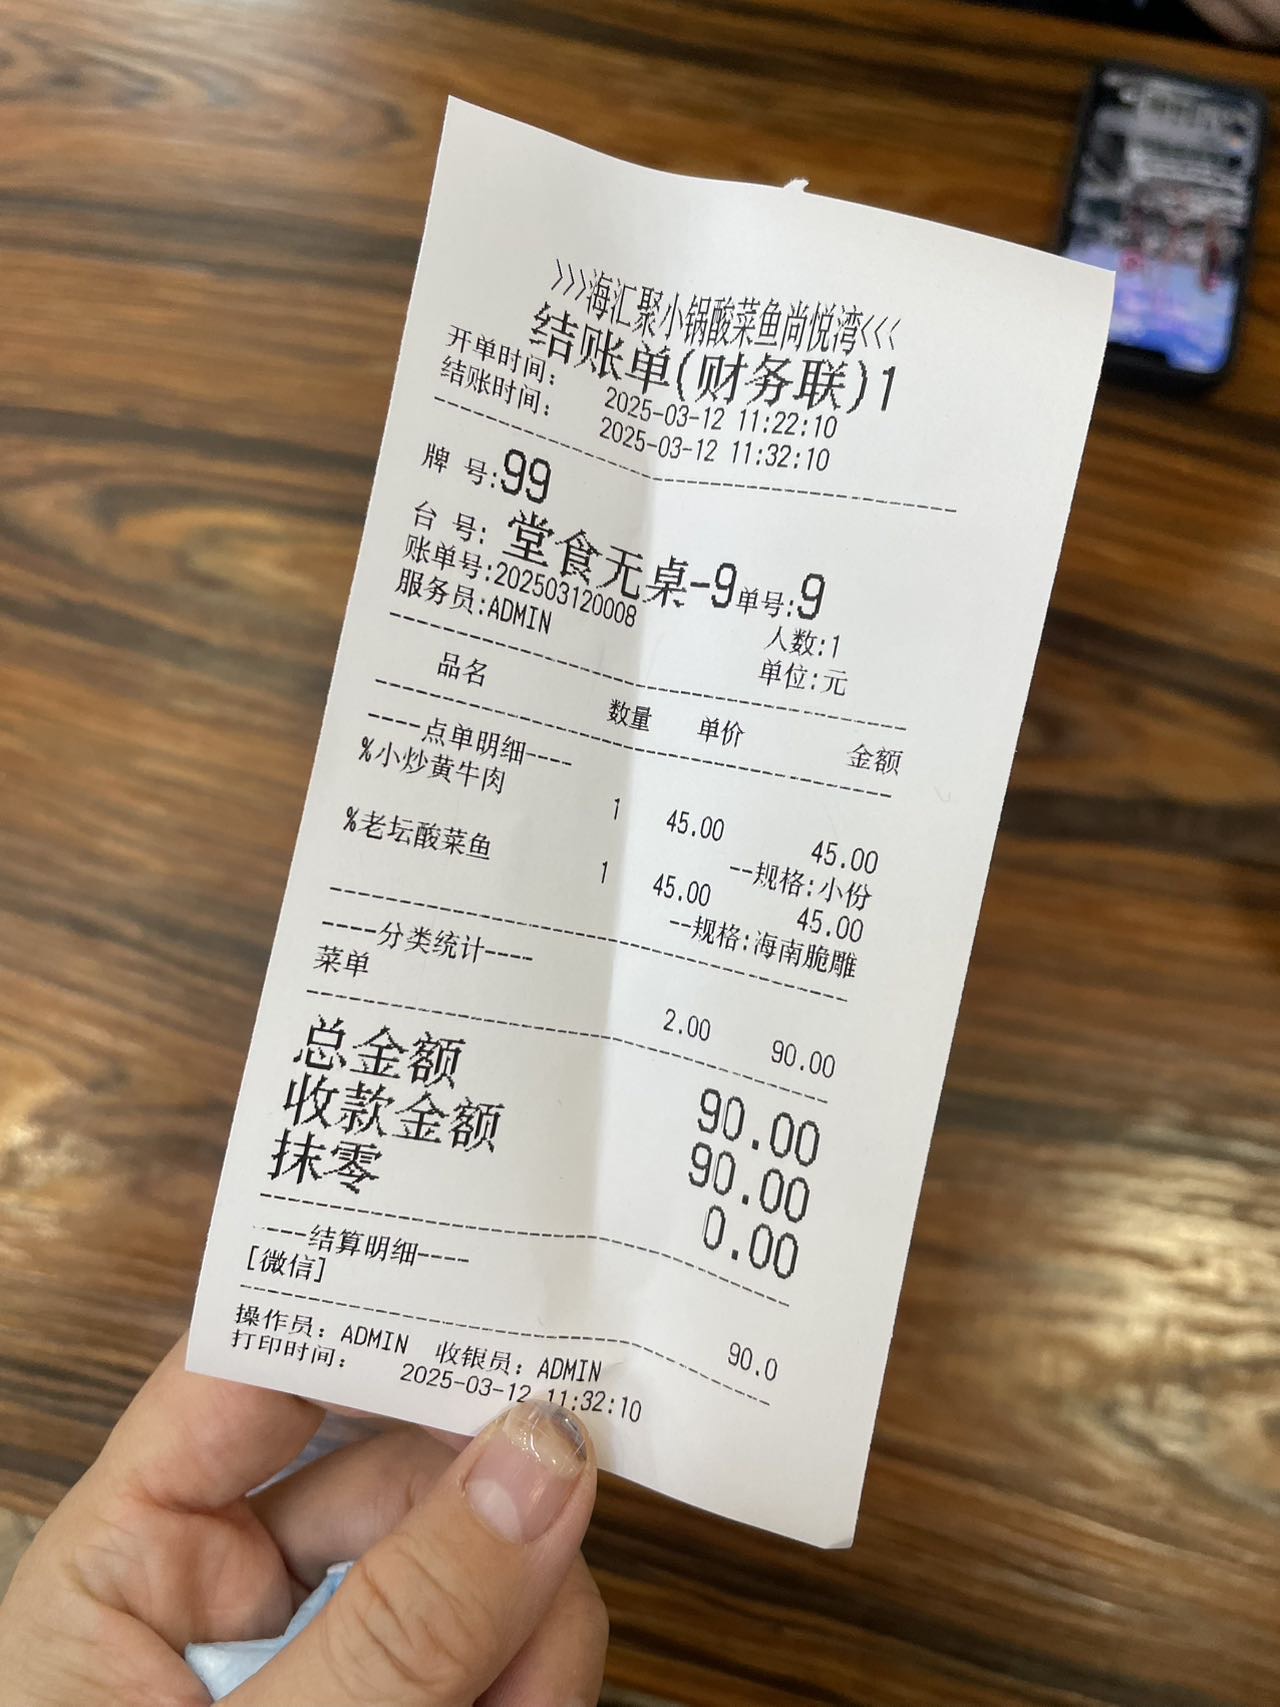 >>>海汇聚小锅酸菜鱼尚悦湾<<<
结账单(财务联)1
开单时间: 2025-03-12 11:22:10
结账时间: 2025-03-12 11:32:10
牌 号:99
台 号: 堂食无桌-9单号:9
账单号:202503120008 人数:1
服务员:ADMIN 单位:元
品名 数量 单价 金额
----点单明细----
%小炒黄牛肉 1 45.00 45.00
--规格:小份
%老坛酸菜鱼 1 45.00 45.00
--规格:海南脆雕
----分类统计----
菜单 2.00 90.00
总金额 90.00
收款金额 90.00
抹零 0.00
----结算明细----
[微信] 90.0
操作员: ADMIN 收银员: ADMIN
打印时间: 2025-03-12 11:32:10